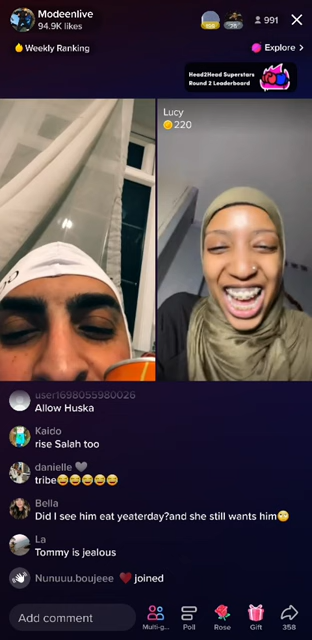 Modeenlive
94.9K likes
991
Weekly Ranking
Explore >
Head2Head Superstars
Round 2 Leaderboard
Lucy
220
user1698055980026
Allow Huska
Kaido
rise Salah too
danielle 🩶
tribe😂😂😂😂😂
Bella
Did I see him eat yeaterday?and she still wants him🙄
La
Tommy is jealous
Nunuuu.boujeee ❤️ joined
Add comment
Multi-g...
Poll
Rose
Gift
358